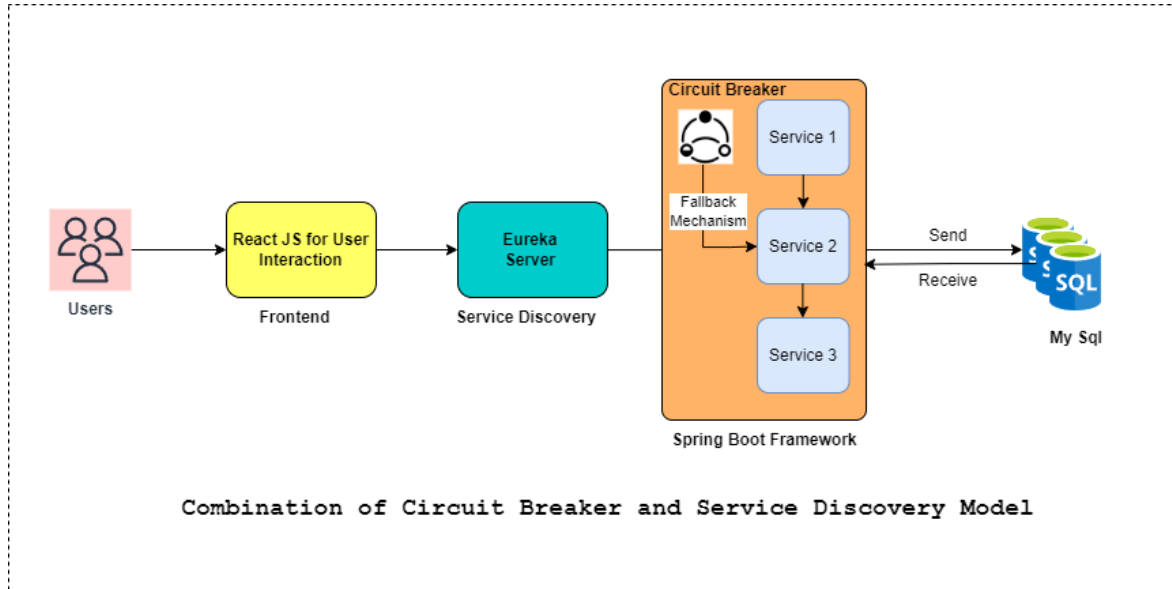 Circuit Breaker
Service 1
Fallback
Mechanism
Service 2
Service 3
Spring Boot Framework
Users
React JS for User
Interaction
Frontend
Eureka
Server
Service Discovery
Send
Receive
S
S
SQL
My Sql
Combination of Circuit Breaker and Service Discovery Model